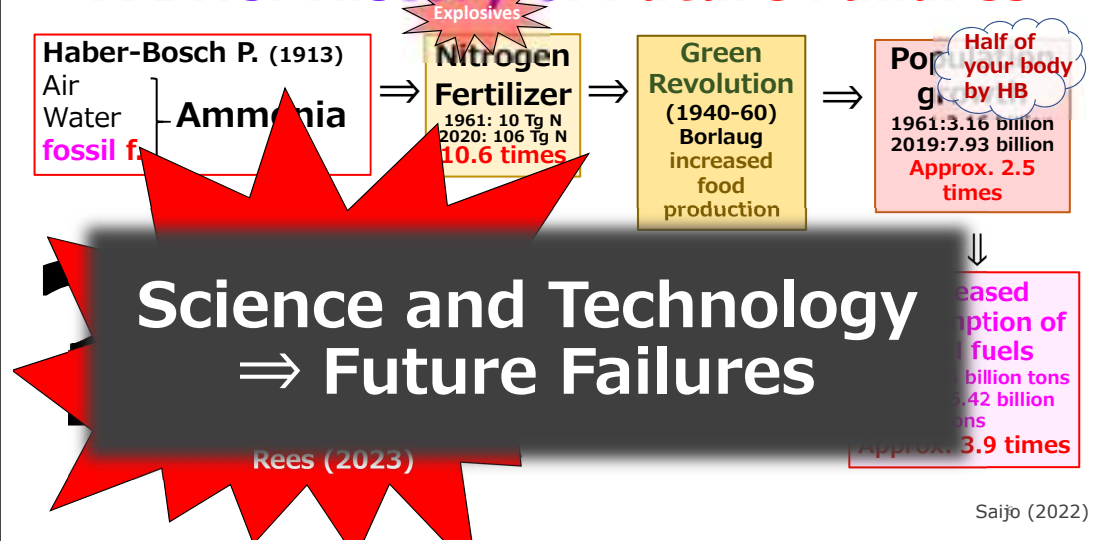 Explosives
Haber-Bosch P. (1913)
Air
Water
fossil f.
Ammonia
⇒
Nitrogen
Fertilizer
1961: 10 Tg N
2020: 106 Tg N
10.6 times
⇒
Green
Revolution
(1940-60)
Borlaug
increased
food
production
⇒
Half of
your body
by HB
1961:3.16 billion
2019:7.93 billion
Approx. 2.5
times
⇓
Science and Technology
⇒ Future Failures
fuels
billion tons
.42 billion
Approx. 3.9 times
Rees (2023)
Saijo (2022)